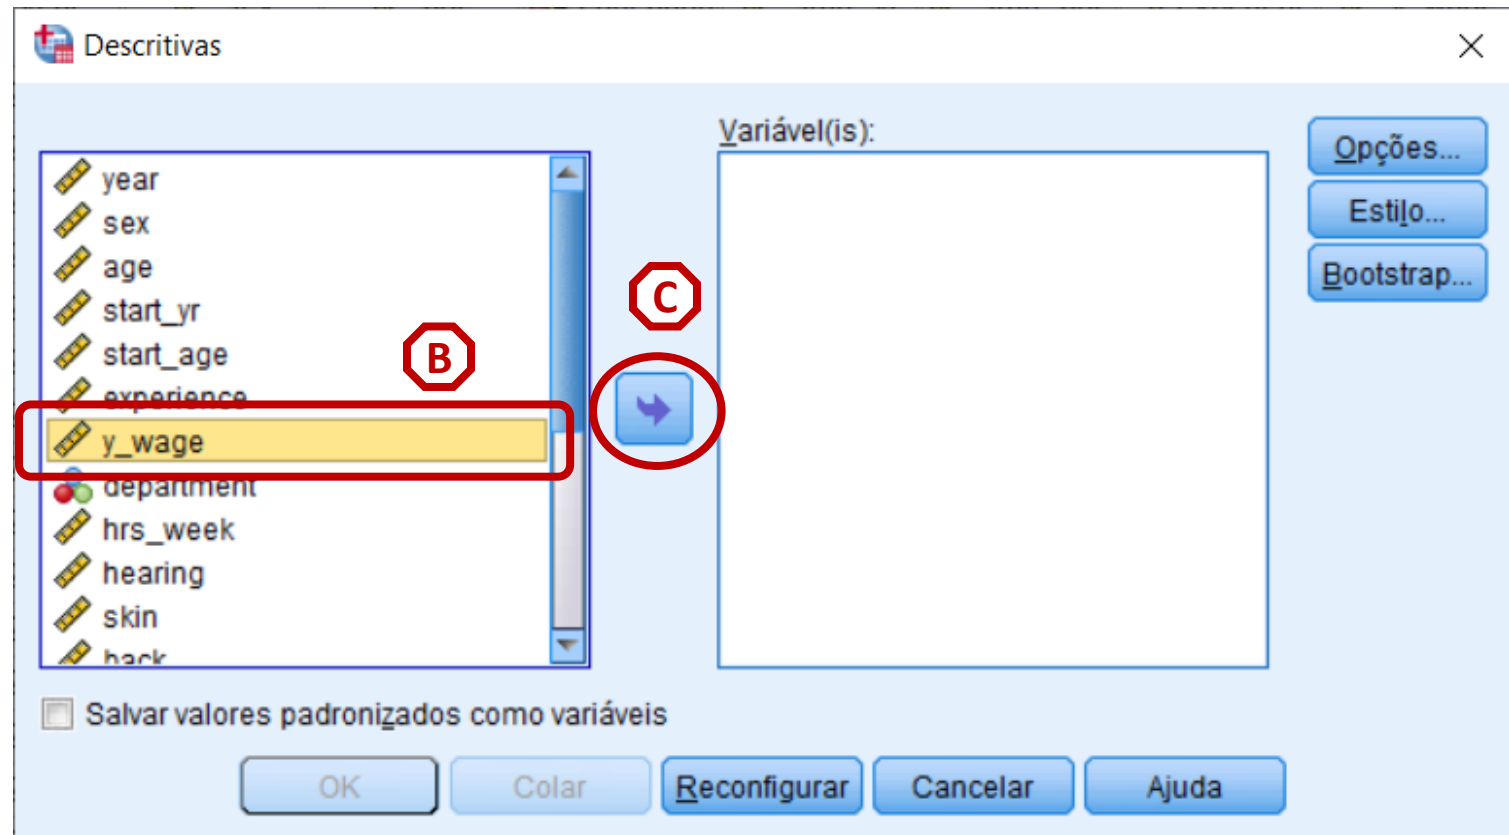 Descritivas
Variável(is):
year
sex
age
start_yr
start_age
experience
y_wage
department
hrs_week
hearing
skin
back
B
C
Opções...
Estilo...
Bootstrap...
Salvar valores padronizados como variáveis
OK
Colar
Reconfigurar
Cancelar
Ajuda